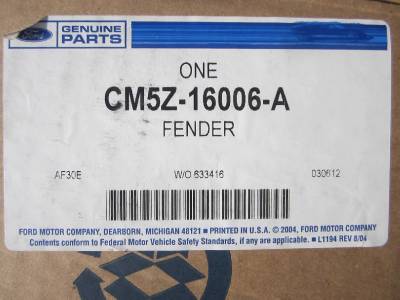 Ford
GENUINE
PARTS
ONE
CM5Z-16006-A
FENDER
AF30E W/O 633416 030612
FORD MOTOR COMPANY, DEARBORN, MICHIGAN 48121 ■ PRINTED IN U.S.A. © 2004, FORD MOTOR COMPANY
Contents conform to Federal Motor Vehicle Safety Standards, if any are applicable. ■ L1194 REV 8/04